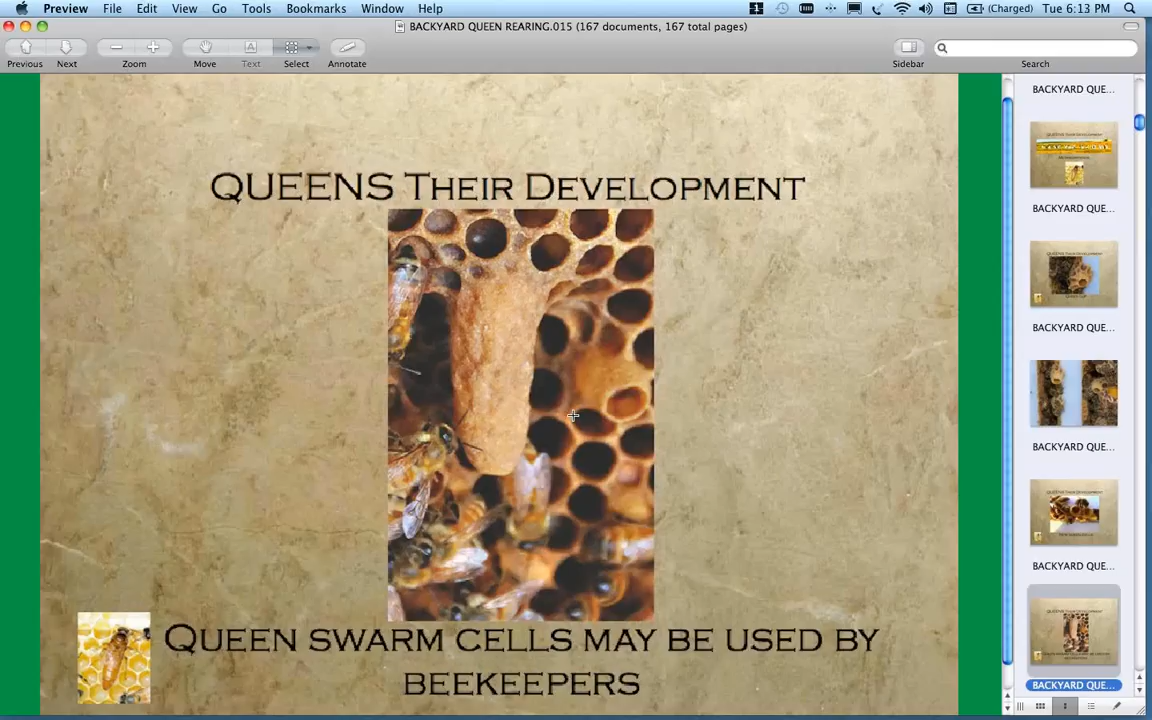 Preview File Edit View Go Tools Bookmarks Window Help 1 (Charged) Tue 6:13 PM
BACKYARD QUEEN REARING.015 (167 documents, 167 total pages)
Previous Next Zoom Move Text Select Annotate Sidebar Search
QUEENS THEIR DEVELOPMENT
QUEEN SWARM CELLS MAY BE USED BY
BEEKEEPERS
BACKYARD QUE...
BACKYARD QUE...
BACKYARD QUE...
BACKYARD QUE...
BACKYARD QUE...
BACKYARD QUE...